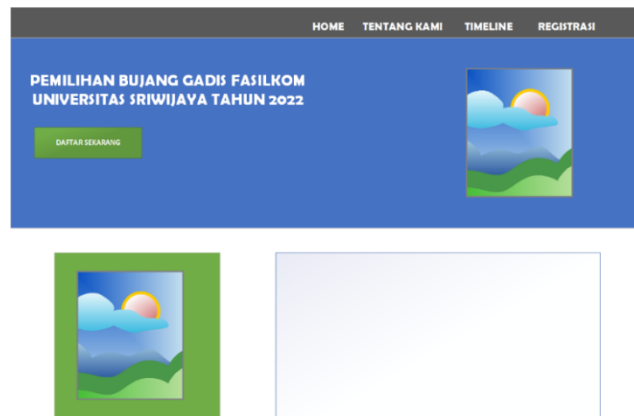 HOME TENTANG KAMI TIMELINE REGISTRASI
PEMILIHAN BUJANG GADIS FASILKOM
UNIVERSITAS SRIWIJAYA TAHUN 2022
DAFTAR SEKARANG